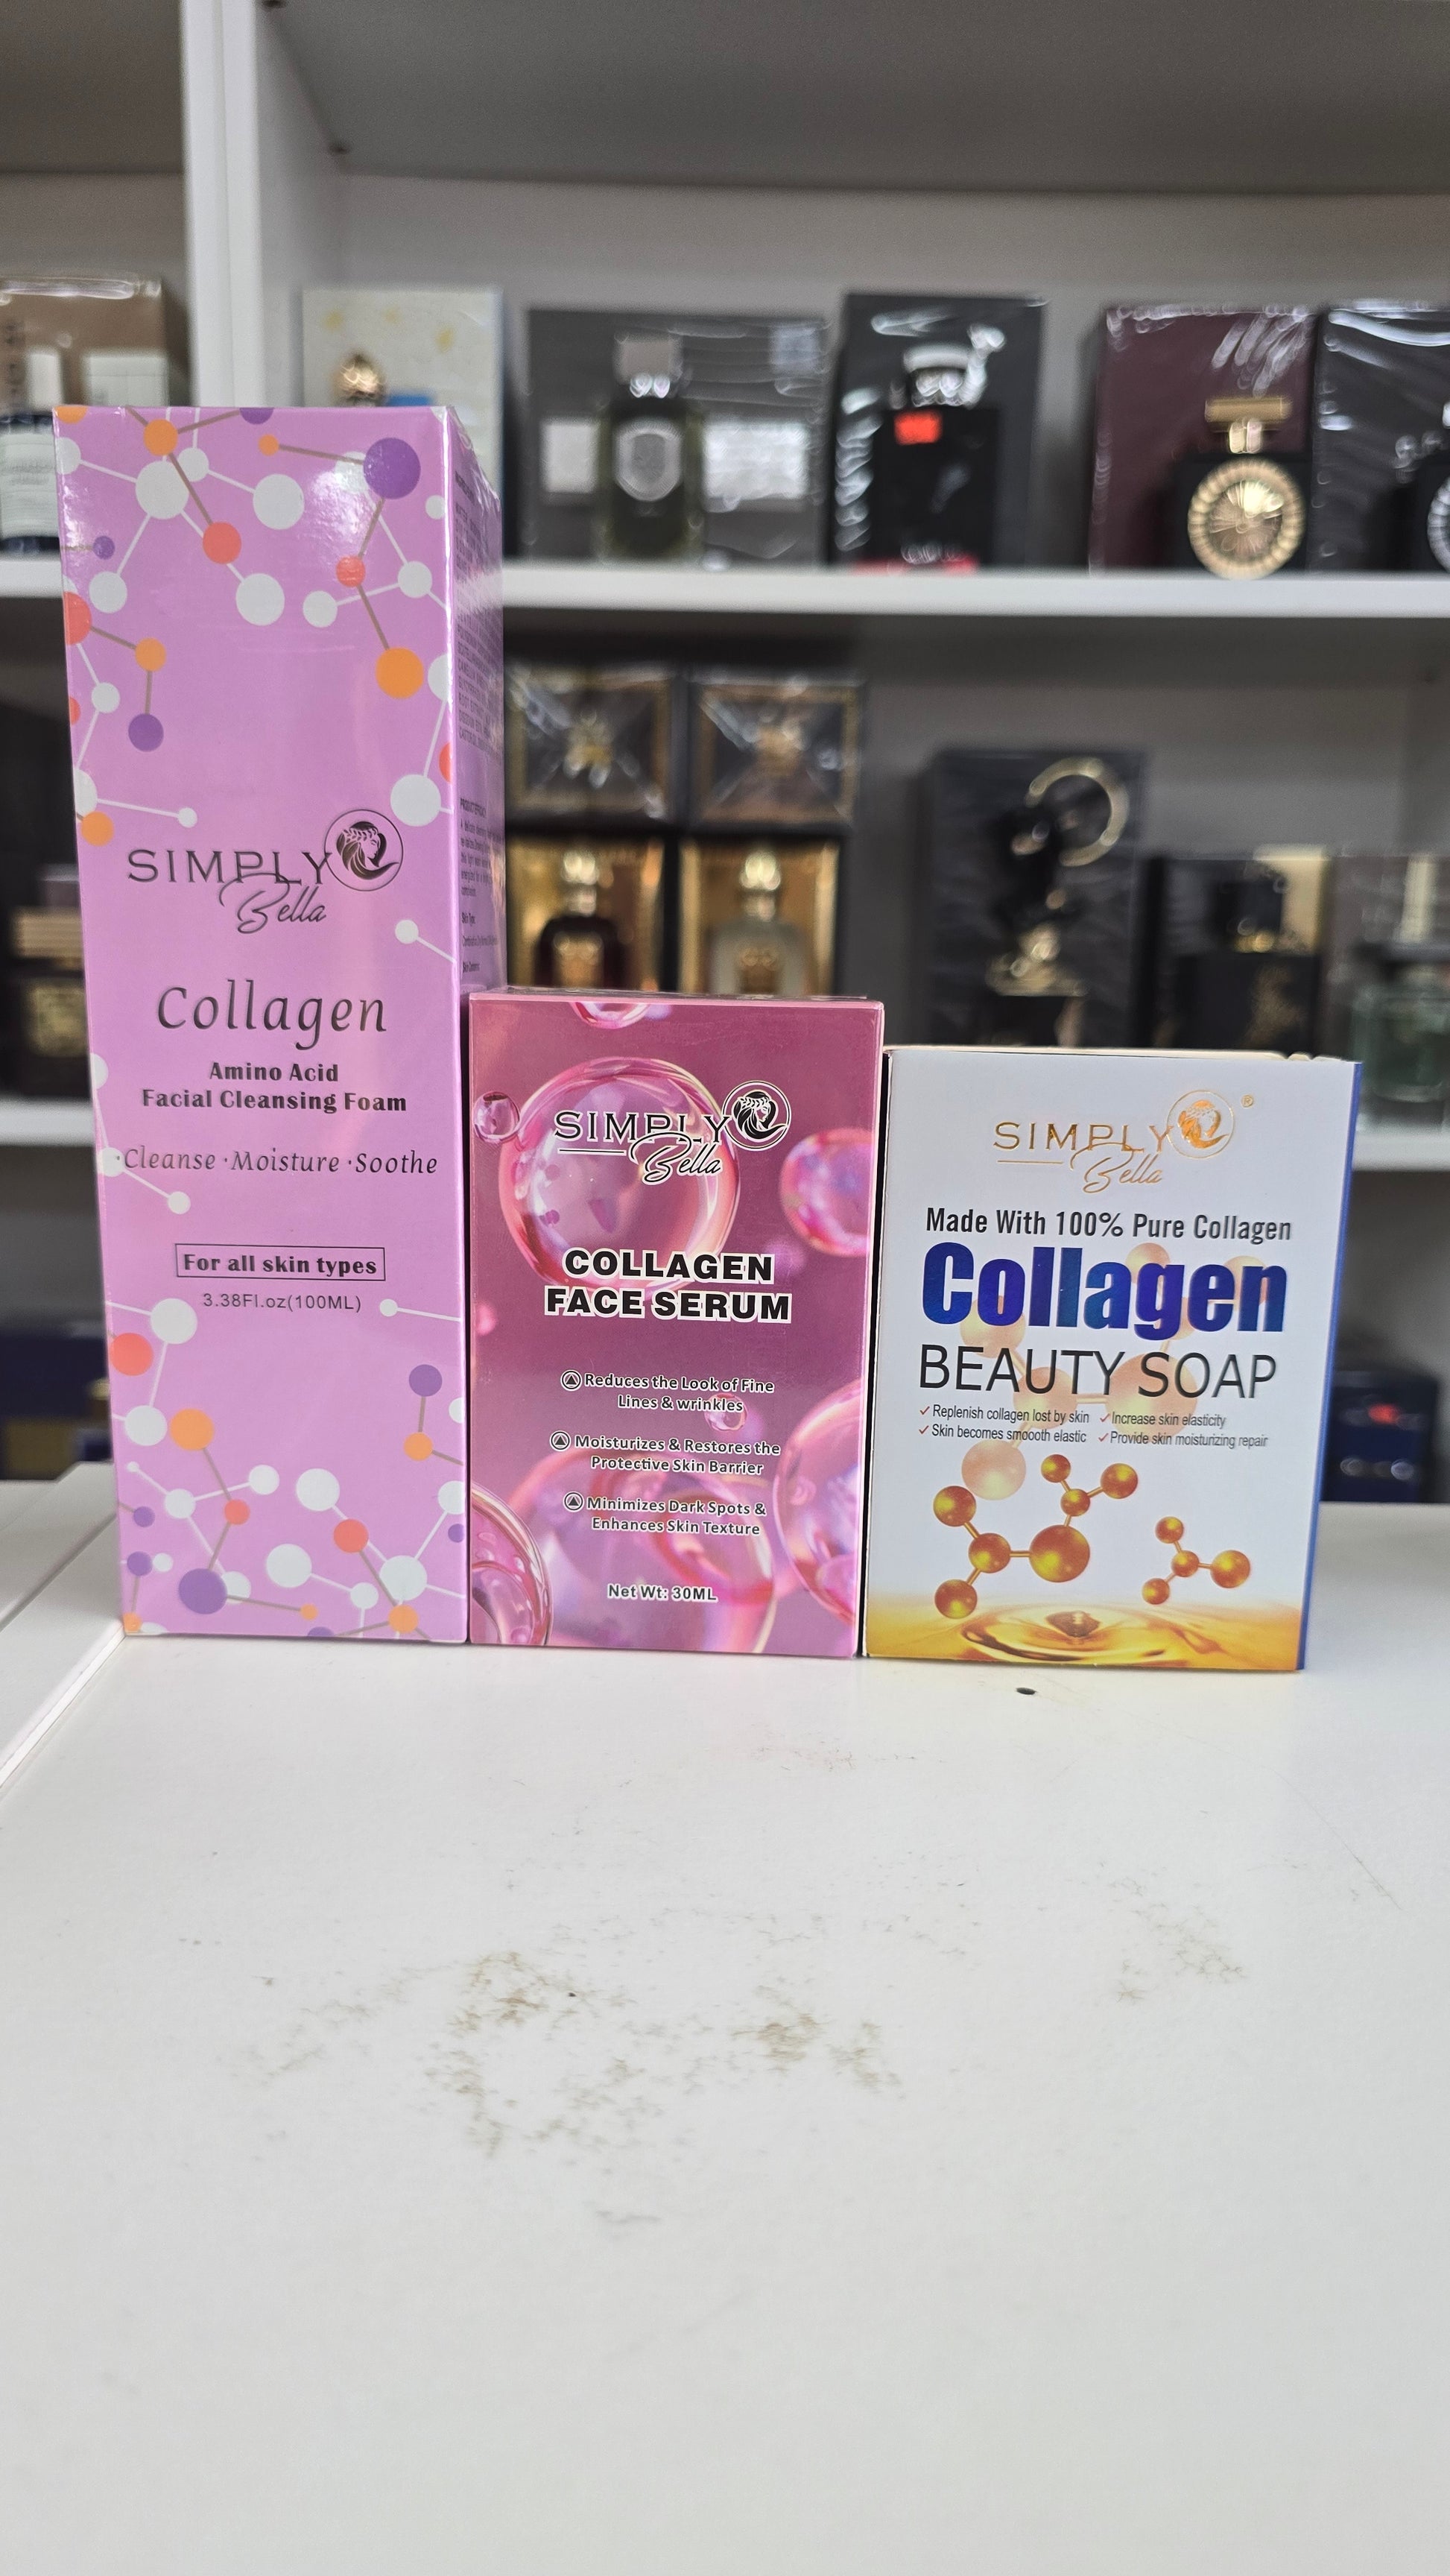 SIMPLY
Bella
Collagen
Amino Acid
Facial Cleansing Foam
·Cleanse ·Moisture ·Soothe
For all skin types
3.38Fl.oz(100ML)
SIMPLY
Bella
COLLAGEN
FACE SERUM
Reduces the Look of Fine
Lines & wrinkles
Moisturizes & Restores the
Protective Skin Barrier
Minimizes Dark Spots &
Enhances Skin Texture
Net Wt: 30ML
SIMPLY ®
Bella
Made With 100% Pure Collagen
Collagen
BEAUTY SOAP
✓ Replenish collagen lost by skin ✓ Increase skin elasticity
✓ Skin becomes smooth elastic ✓ Provide skin moisturizing repair